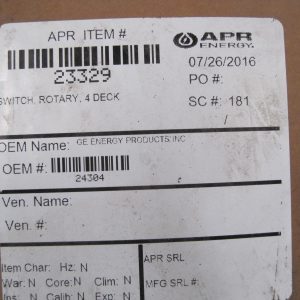 APR ITEM #
APR
ENERGY
23329
07/26/2016
SWITCH, ROTARY, 4 DECK
PO #:
SC #: 181
/
OEM Name: GE ENERGY PRODUCTS INC
OEM #:
24304
Ven. Name:
Ven. #:
Item Char: Hz: N
APR SRL
War: N Core: N Clim: N
MFG SRL #:
Ins: N Calib: N Exp: N